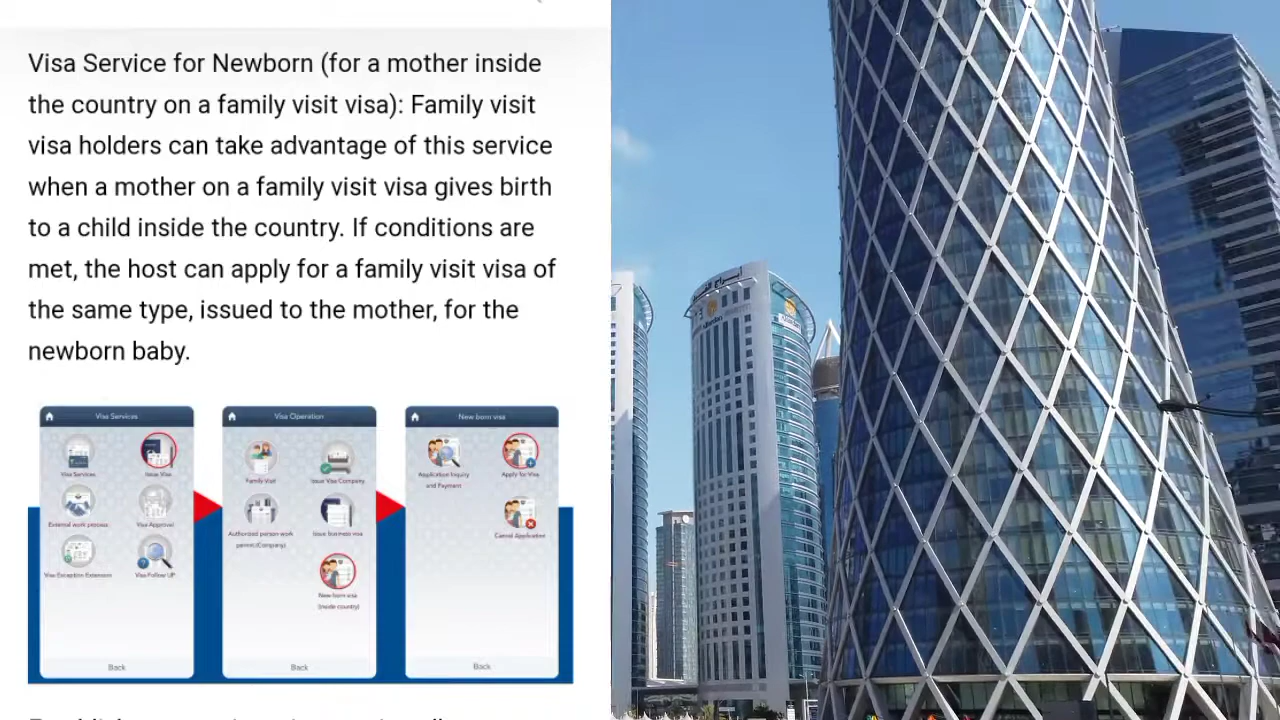 Visa Service for Newborn (for a mother inside
the country on a family visit visa): Family visit
visa holders can take advantage of this service
when a mother on a family visit visa gives birth
to a child inside the country. If conditions are
met, the host can apply for a family visit visa of
the same type, issued to the mother, for the
newborn baby.
Visa Services
Visa Services
Issue Visa
External work process
Visa Approval
Visa Exception Extension
Visa Follow UP
Back
Visa Operation
Family Visit
Issue Visa Company
Authorized person work
permit (Company)
Issue business visa
New born visa
(inside country)
Back
New born visa
Application Inquiry
and Payment
Apply for Visa
Cancel Application
Back